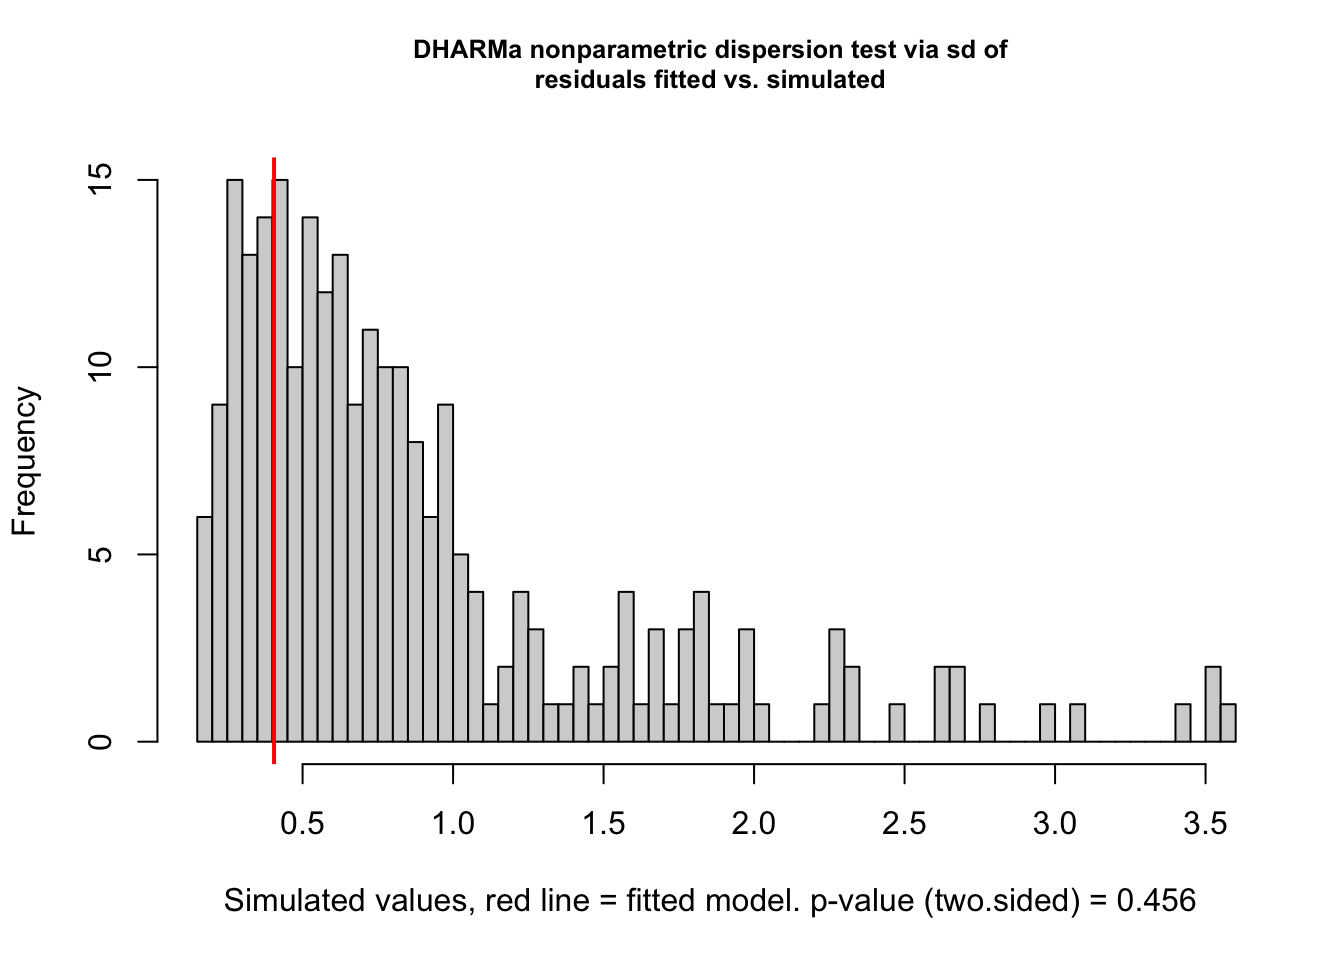 DHARMa nonparametric dispersion test via sd of
residuals fitted vs. simulated
Frequency
15
10
5
0
0.5 1.0 1.5 2.0 2.5 3.0 3.5
Simulated values, red line = fitted model. p-value (two.sided) = 0.456